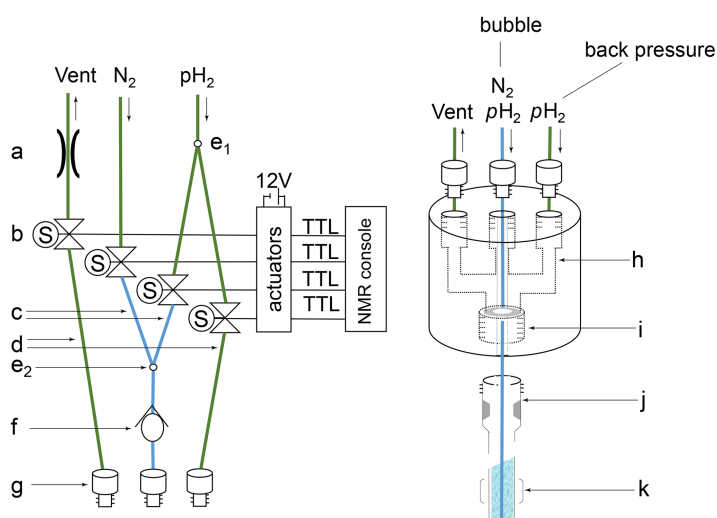 Vent N2 pH2
a
e1
12V
b
S
S
S
S
actuators
TTL
TTL
TTL
TTL
NMR console
c
d
e2
f
g
bubble
back pressure
N2
Vent pH2 pH2
h
i
j
k